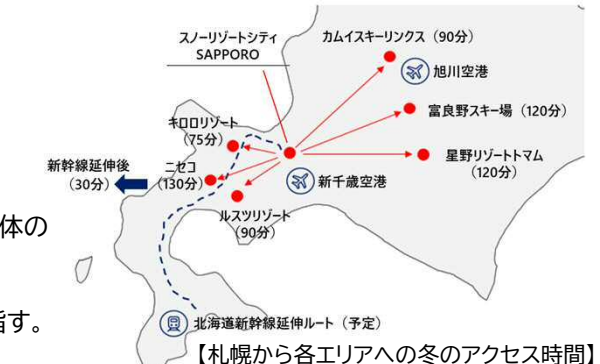 スノーリゾートシティ
SAPPORO
カムイスキーリンクス（90分）
旭川空港
富良野スキー場（120分）
星野リゾートトマム
（120分）
キロロリゾート
（75分）
新幹線延伸後
（30分）
ニセコ
（130分）
新千歳空港
ルスツリゾート
（90分）
体の
指す。
北海道新幹線延伸ルート（予定）
【札幌から各エリアへの冬のアクセス時間】